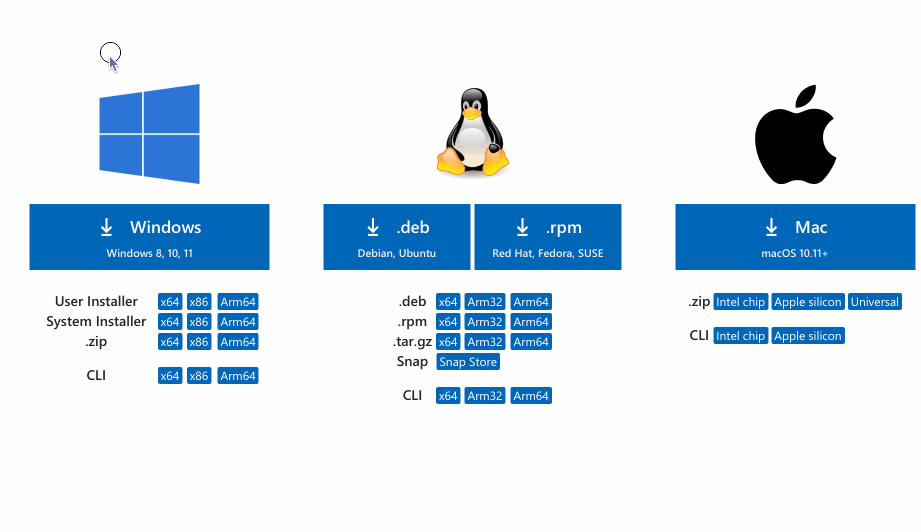 Windows
Windows 8, 10, 11
User Installer x64 x86 Arm64
System Installer x64 x86 Arm64
.zip x64 x86 Arm64
CLI x64 x86 Arm64
.deb
Debian, Ubuntu
.rpm
Red Hat, Fedora, SUSE
.deb x64 Arm32 Arm64
.rpm x64 Arm32 Arm64
.tar.gz x64 Arm32 Arm64
Snap Snap Store
CLI x64 Arm32 Arm64
Mac
macOS 10.11+
.zip Intel chip Apple silicon Universal
CLI Intel chip Apple silicon